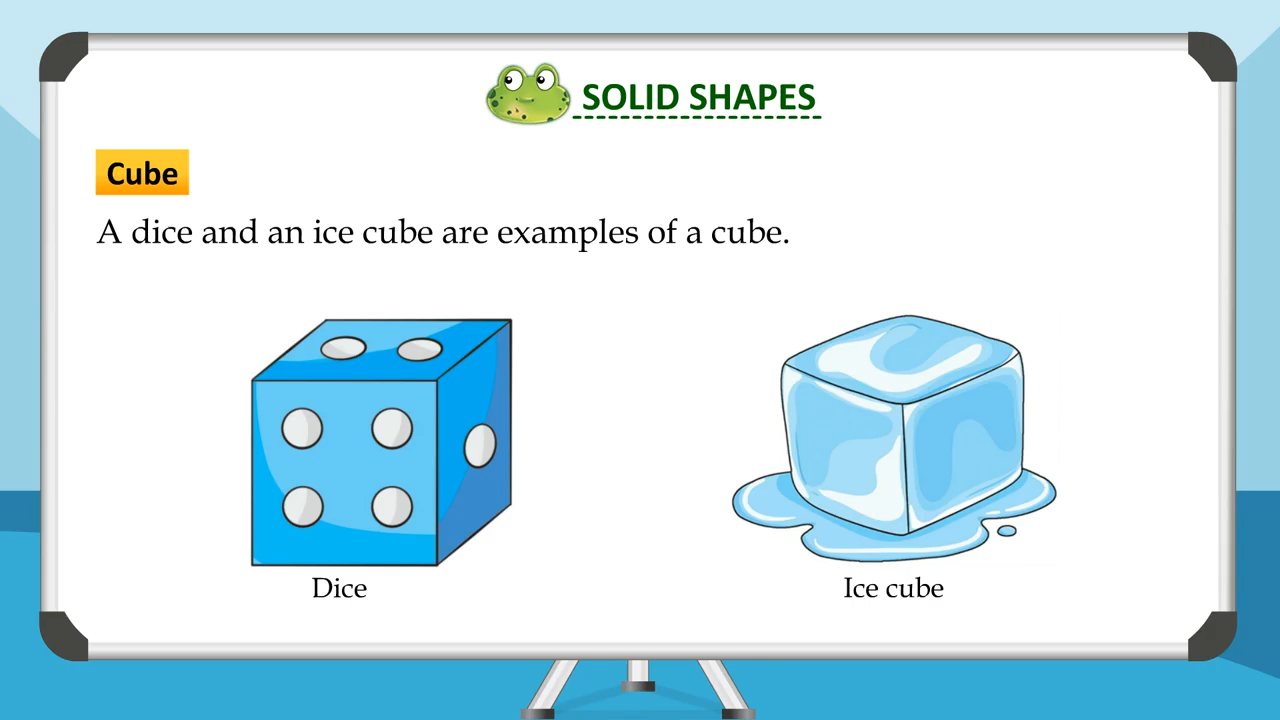 SOLID SHAPES
Cube
A dice and an ice cube are examples of a cube.
Dice
Ice cube